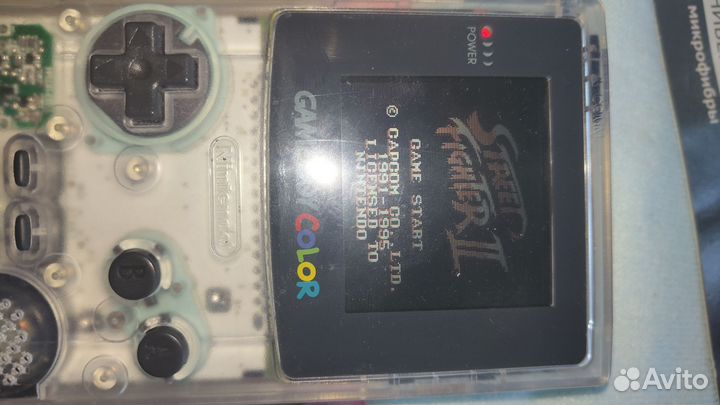 POWER
STREET
FIGHTER II
GAME START
© CAPCOM CO.,LTD.
1991-1995
LICENSED TO
NINTENDO
GAME BOY COLOR
Nintendo
B
A
микрофибры
Avito